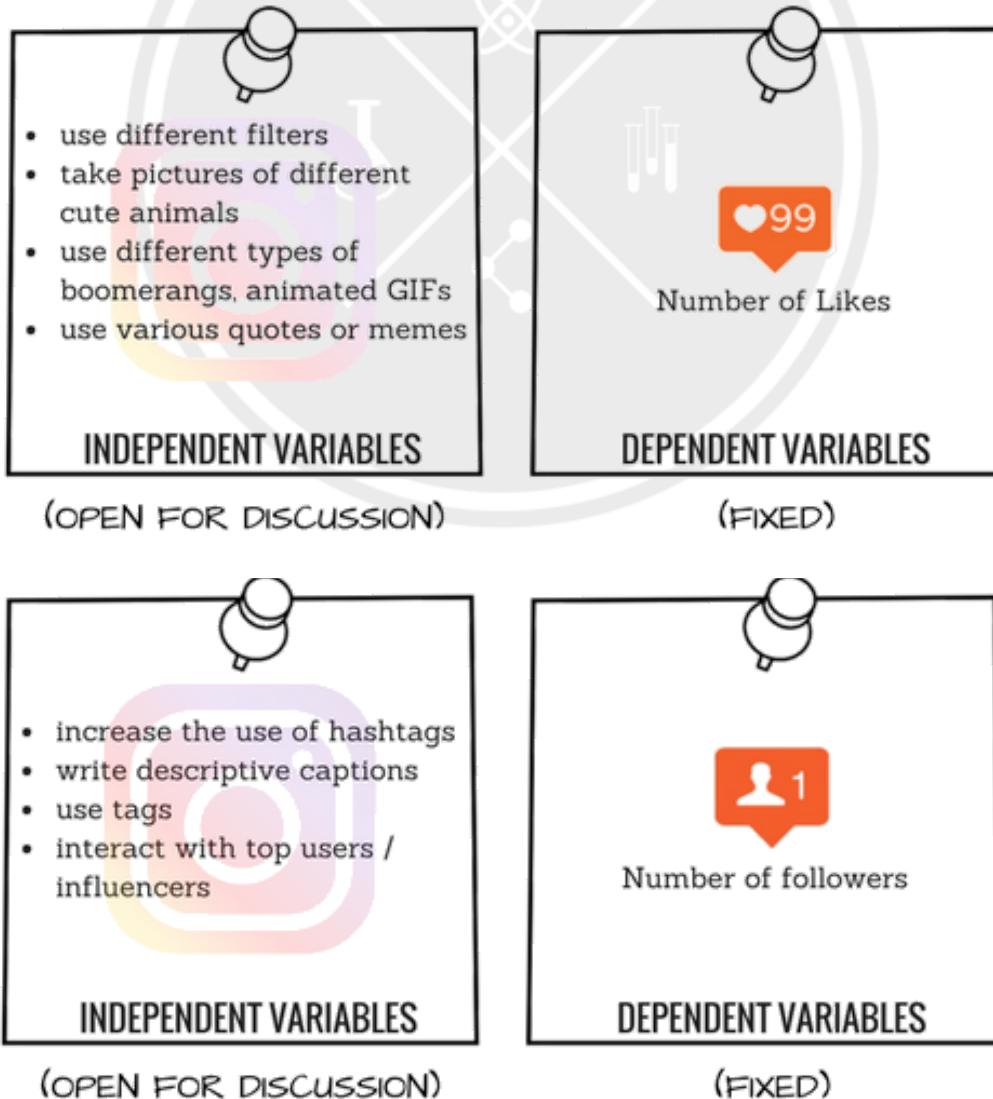 • use different filters
• take pictures of different
cute animals
• use different types of
boomerangs, animated GIFs
• use various quotes or memes
INDEPENDENT VARIABLES
(OPEN FOR DISCUSSION)
99
Number of Likes
DEPENDENT VARIABLES
(FIXED)
• increase the use of hashtags
• write descriptive captions
• use tags
• interact with top users /
influencers
INDEPENDENT VARIABLES
(OPEN FOR DISCUSSION)
1
Number of followers
DEPENDENT VARIABLES
(FIXED)